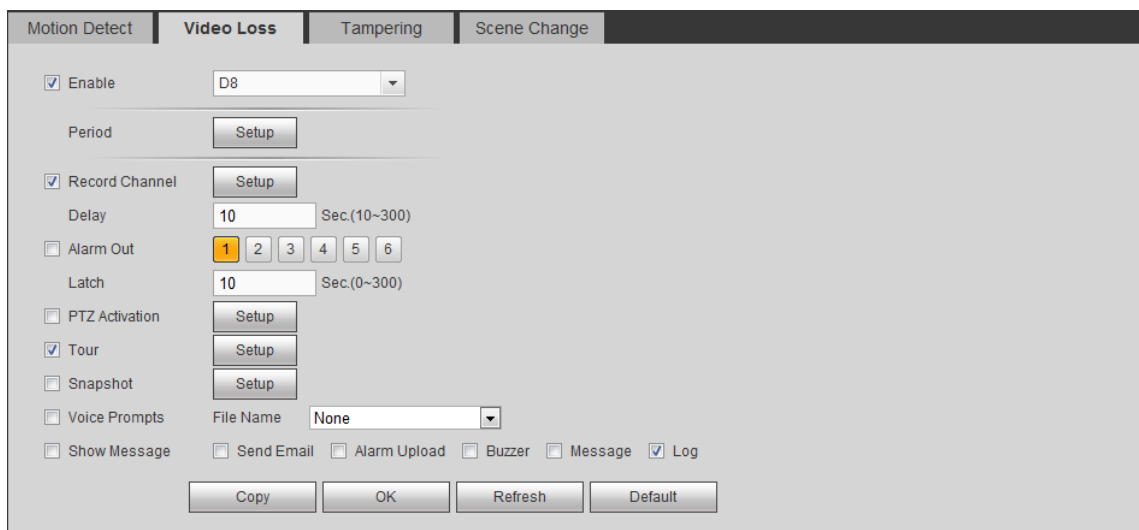 Motion Detect Video Loss Tampering Scene Change
Enable D8
Period Setup
Record Channel Setup
Delay 10 Sec.(10~300)
Alarm Out 1 2 3 4 5 6
Latch 10 Sec.(0~300)
PTZ Activation Setup
Tour Setup
Snapshot Setup
Voice Prompts File Name None
Show Message Send Email Alarm Upload Buzzer Message Log
Copy OK Refresh Default